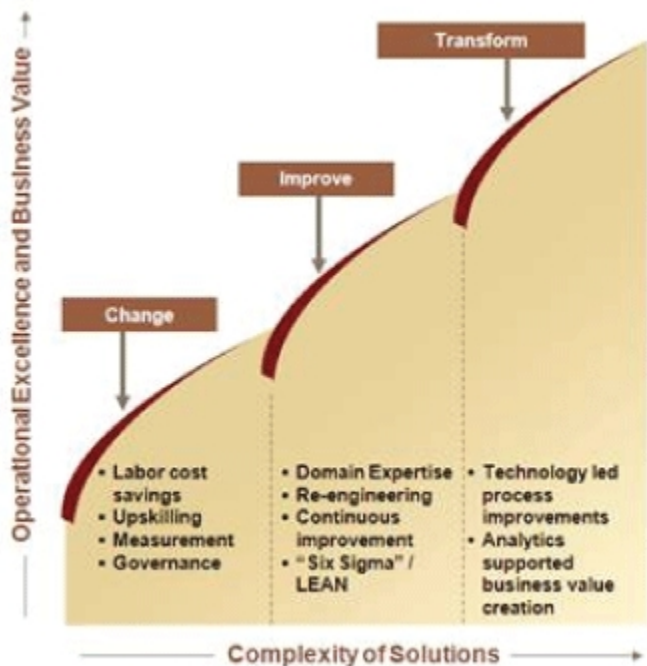 Transform
Improve
Change
Operational Excellence and Business Value
• Labor cost
savings
• Upskilling
• Measurement
• Governance
• Domain Expertise
• Re-engineering
• Continuous
improvement
• "Six Sigma" /
LEAN
• Technology led
process
improvements
• Analytics
supported
business value
creation
Complexity of Solutions